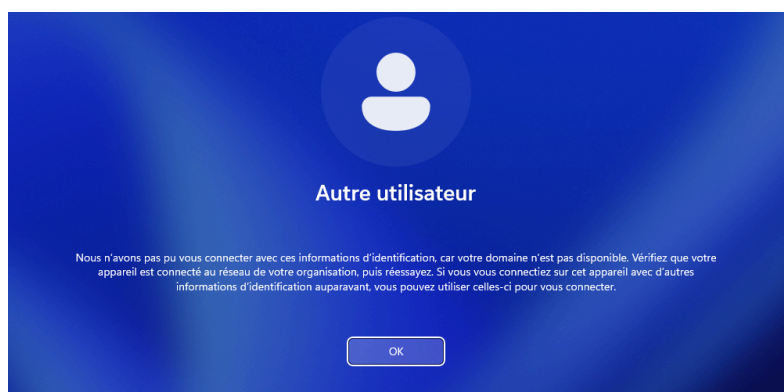 Autre utilisateur
Nous n'avons pas pu vous connecter avec ces informations d'identification, car votre domaine n'est pas disponible. Vérifiez que votre
appareil est connecté au réseau de votre organisation, puis réessayez. Si vous vous connectiez sur cet appareil avec d'autres
informations d'identification auparavant, vous pouvez utiliser celles-ci pour vous connecter.
OK